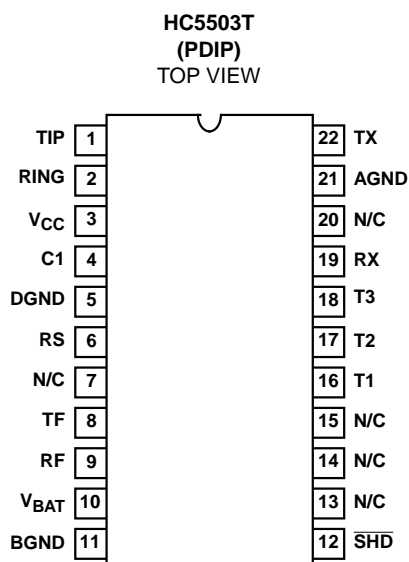 HC5503T
(PDIP)
TOP VIEW
TIP 1 22 TX
RING 2 21 AGND
VCC 3 20 N/C
C1 4 19 RX
DGND 5 18 T3
RS 6 17 T2
N/C 7 16 T1
TF 8 15 N/C
RF 9 14 N/C
VBAT 10 13 N/C
BGND 11 12 SHD